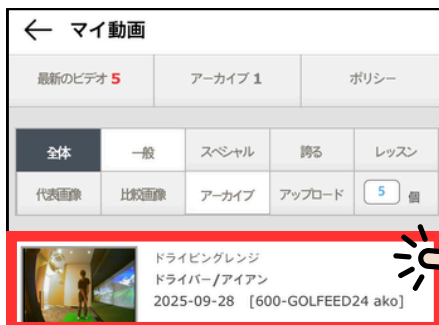 ← マイ動画
最新のビデオ 5 アーカイブ 1 ポリシー
全体 一般 スペシャル 誇る レッスン
代表画像 比較画像 アーカイブ アップロード 5 個
ドライビングレンジ
ドライバー/アイアン
2025-09-28 [600-GOLFEED24 ako]